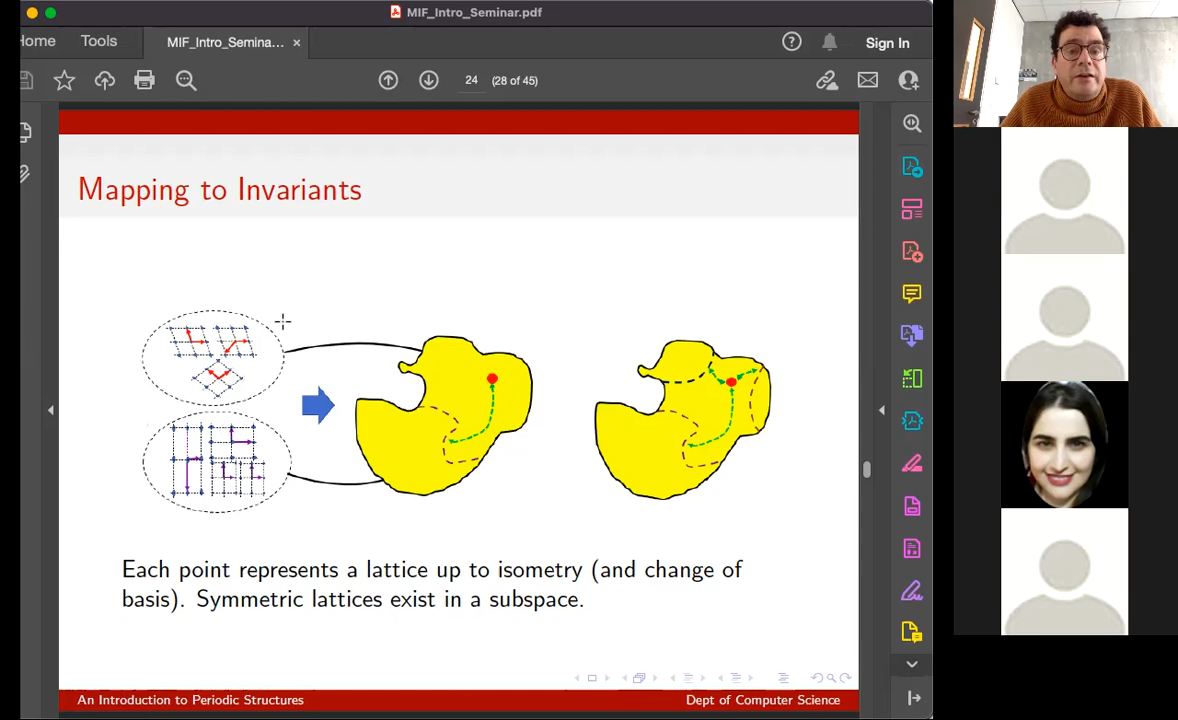 MIF_Intro_Seminar.pdf
Home
Tools
MIF_Intro_Semina... ×
Sign In
24 (28 of 45)
Mapping to Invariants
Each point represents a lattice up to isometry (and change of
basis). Symmetric lattices exist in a subspace.
An Introduction to Periodic Structures
Dept of Computer Science